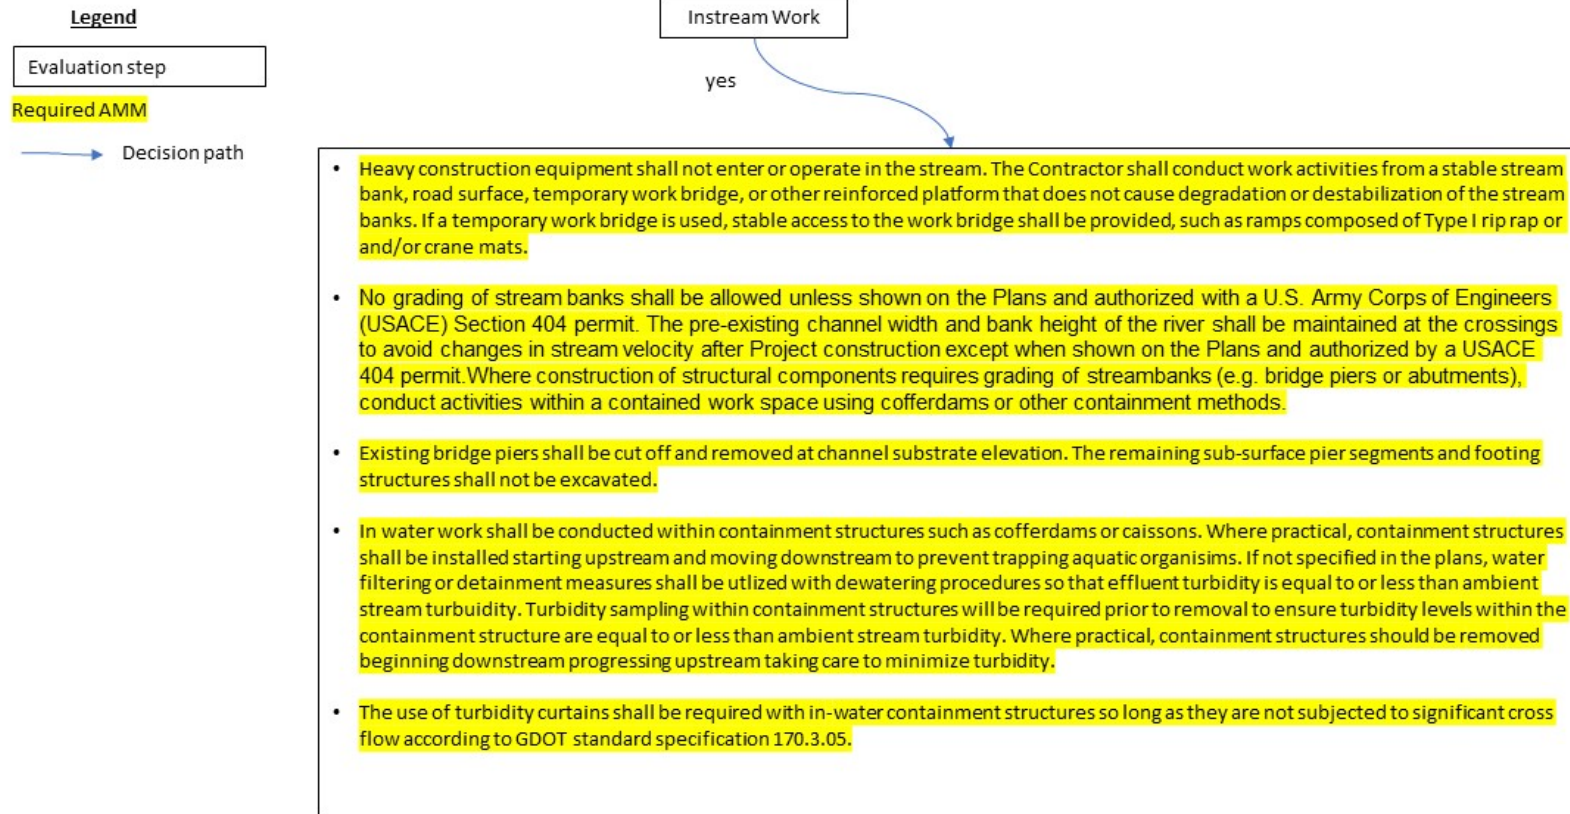 Legend
Instream Work
Evaluation step
yes
Required AMM
Decision path
• Heavy construction equipment shall not enter or operate in the stream. The Contractor shall conduct work activities from a stable stream
bank, road surface, temporary work bridge, or other reinforced platform that does not cause degradation or destabilization of the stream
banks. If a temporary work bridge is used, stable access to the work bridge shall be provided, such as ramps composed of Type I rip rap or
and/or crane mats.
• No grading of stream banks shall be allowed unless shown on the Plans and authorized with a U.S. Army Corps of Engineers
(USACE) Section 404 permit. The pre-existing channel width and bank height of the river shall be maintained at the crossings
to avoid changes in stream velocity after Project construction except when shown on the Plans and authorized by a USACE
404 permit.Where construction of structural components requires grading of streambanks (e.g. bridge piers or abutments),
conduct activities within a contained work space using cofferdams or other containment methods.
• Existing bridge piers shall be cut off and removed at channel substrate elevation. The remaining sub-surface pier segments and footing
structures shall not be excavated.
• In water work shall be conducted within containment structures such as cofferdams or caissons. Where practical, containment structures
shall be installed starting upstream and moving downstream to prevent trapping aquatic organisims. If not specified in the plans, water
filtering or detainment measures shall be utlized with dewatering procedures so that effluent turbidity is equal to or less than ambient
stream turbuidity. Turbidity sampling within containment structures will be required prior to removal to ensure turbidity levels within the
containment structure are equal to or less than ambient stream turbidity. Where practical, containment structures should be removed
beginning downstream progressing upstream taking care to minimize turbidity.
• The use of turbidity curtains shall be required with in-water containment structures so long as they are not subjected to significant cross
flow according to GDOT standard specification 170.3.05.